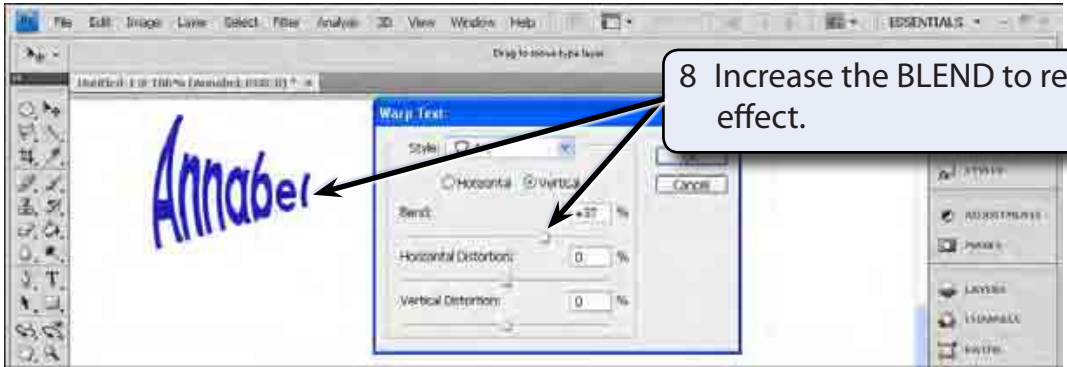 File Edit Image Layer Select Filter Analysis 3D View Window Help ESSENTIALS
Drag to move type layer
8 Increase the BLEND to re
effect.
Warp Text
Style:
Horizontal Vertical
Cancel
Bend: +37 %
Horizontal Distortion: 0 %
Vertical Distortion: 0 %
Annabel
ADJUSTMENTS
MASKS
LAYERS
CHANNELS
PATHS